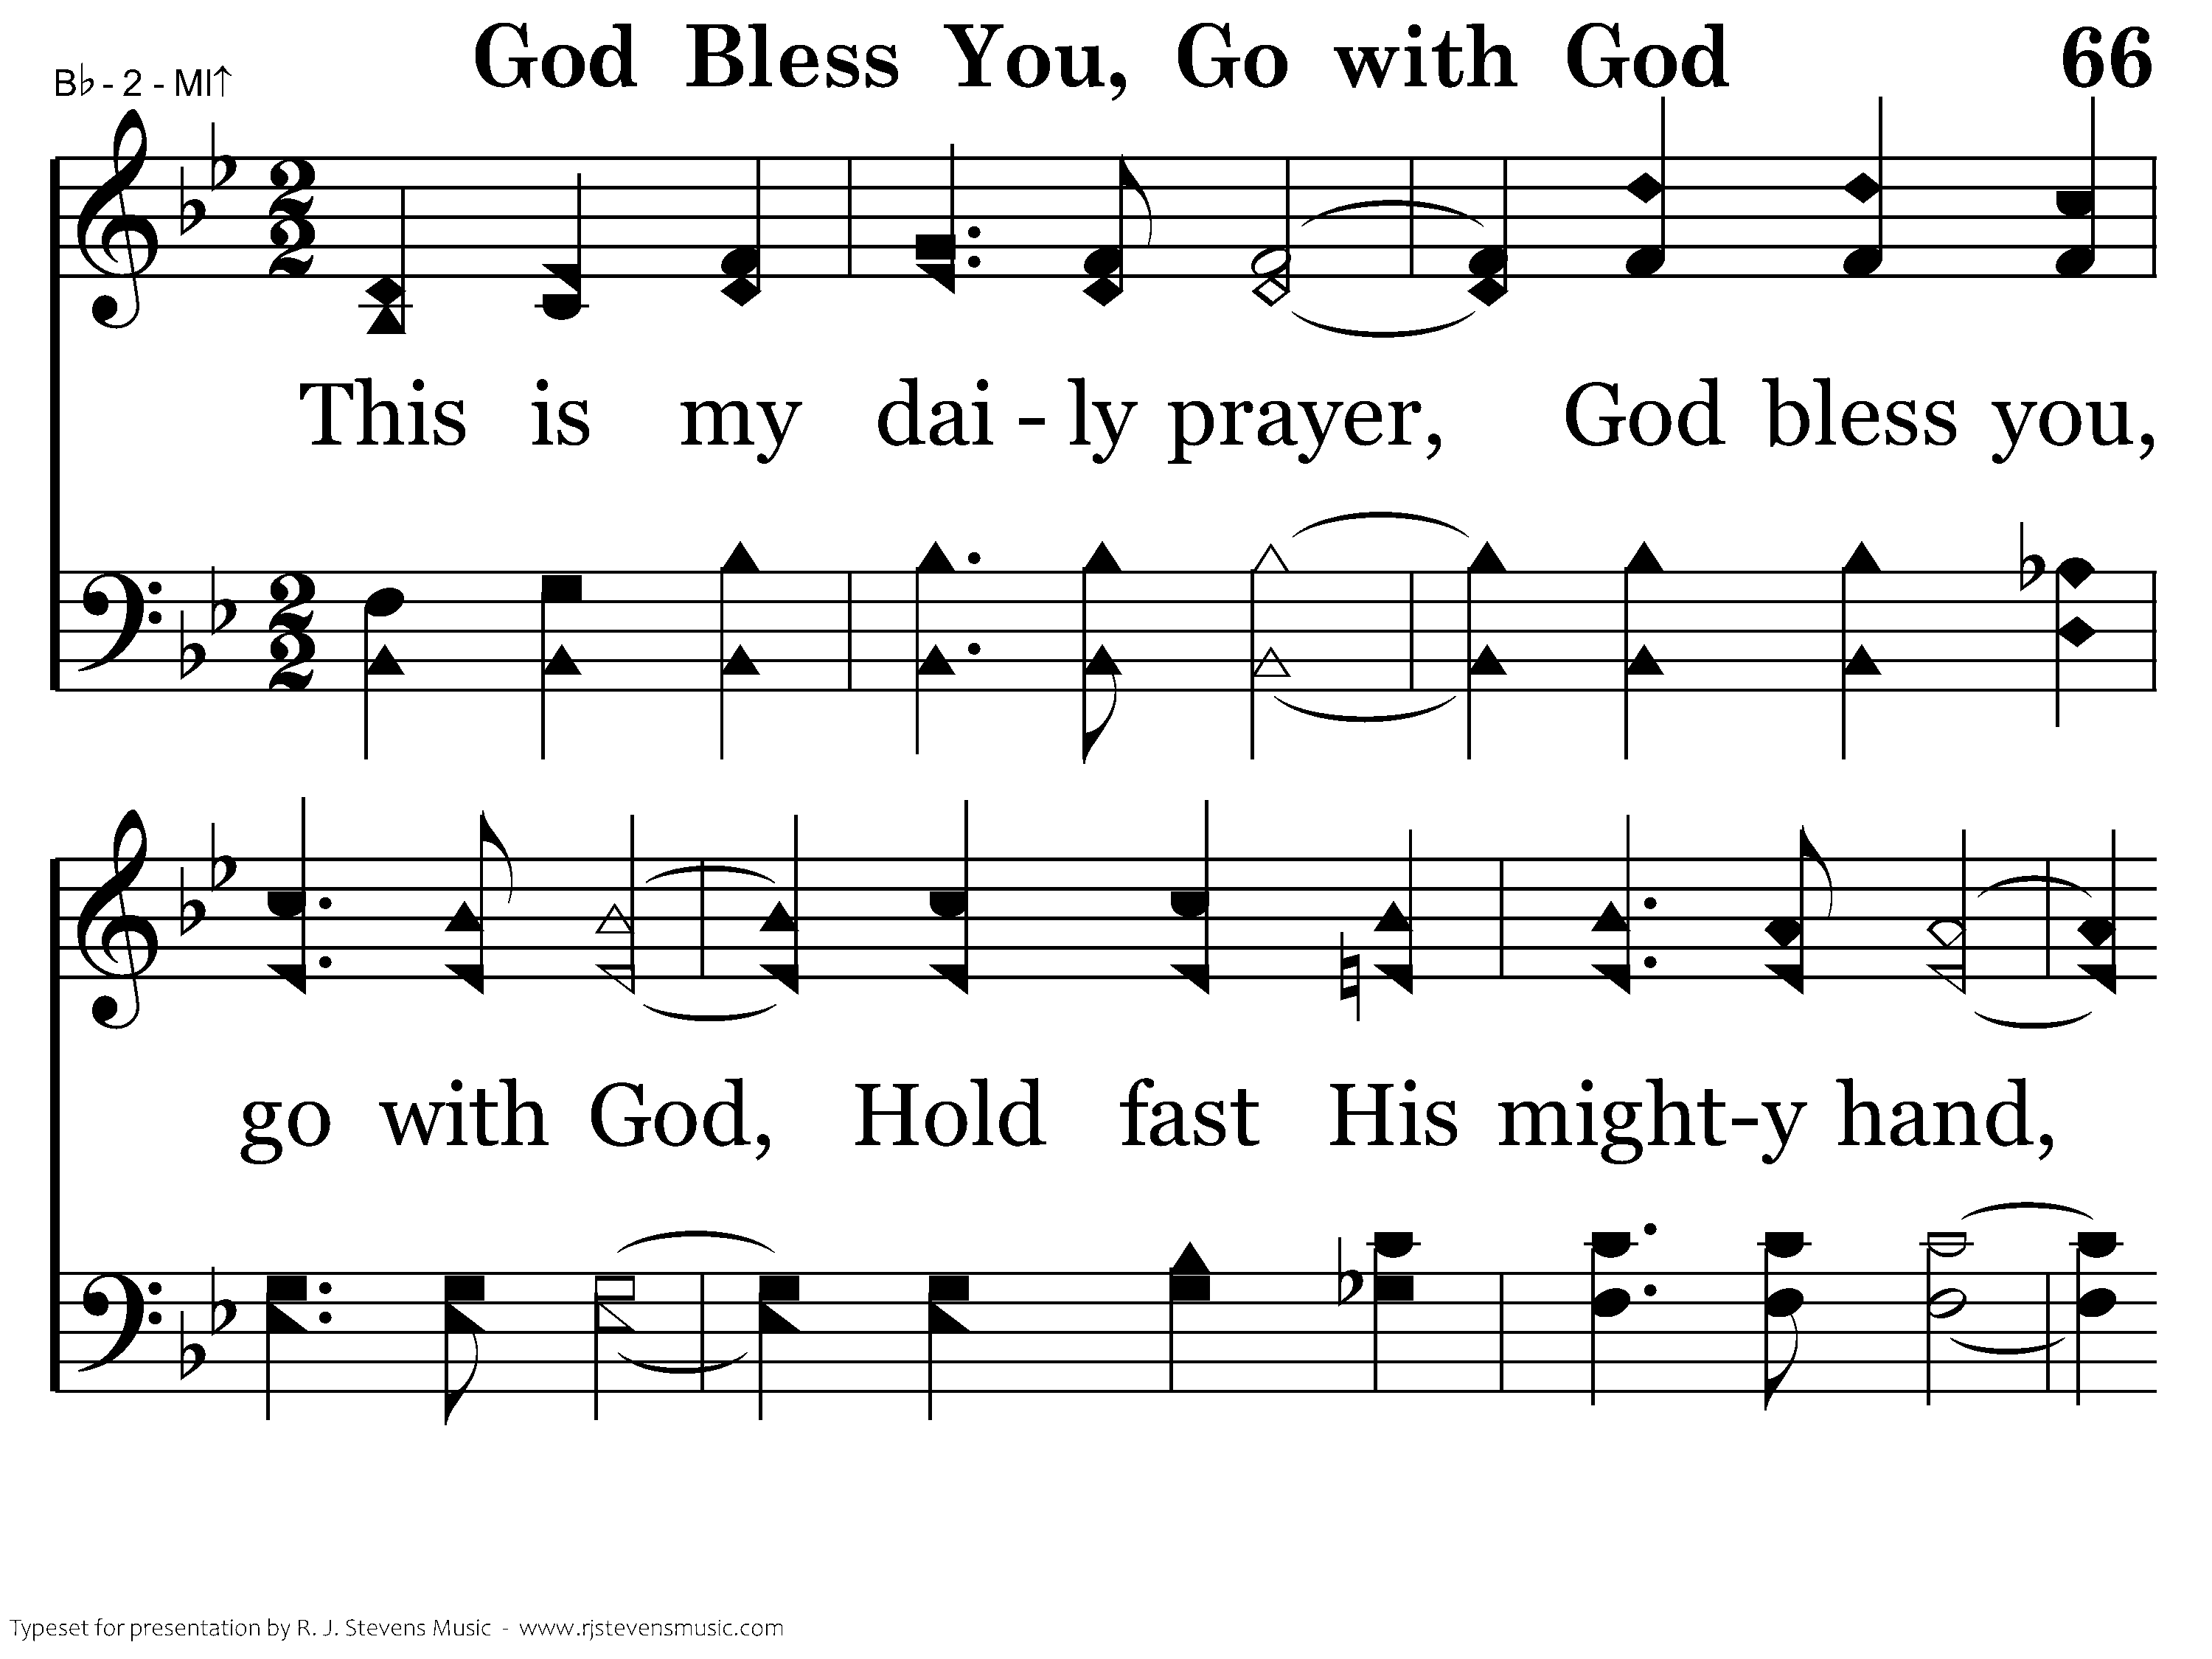 God Bless You, Go with God 66
B♭ - 2 - MI↑
This is my dai - ly prayer, God bless you,
go with God, Hold fast His might-y hand,
Typeset for presentation by R. J. Stevens Music - www.rjstevensmusic.com